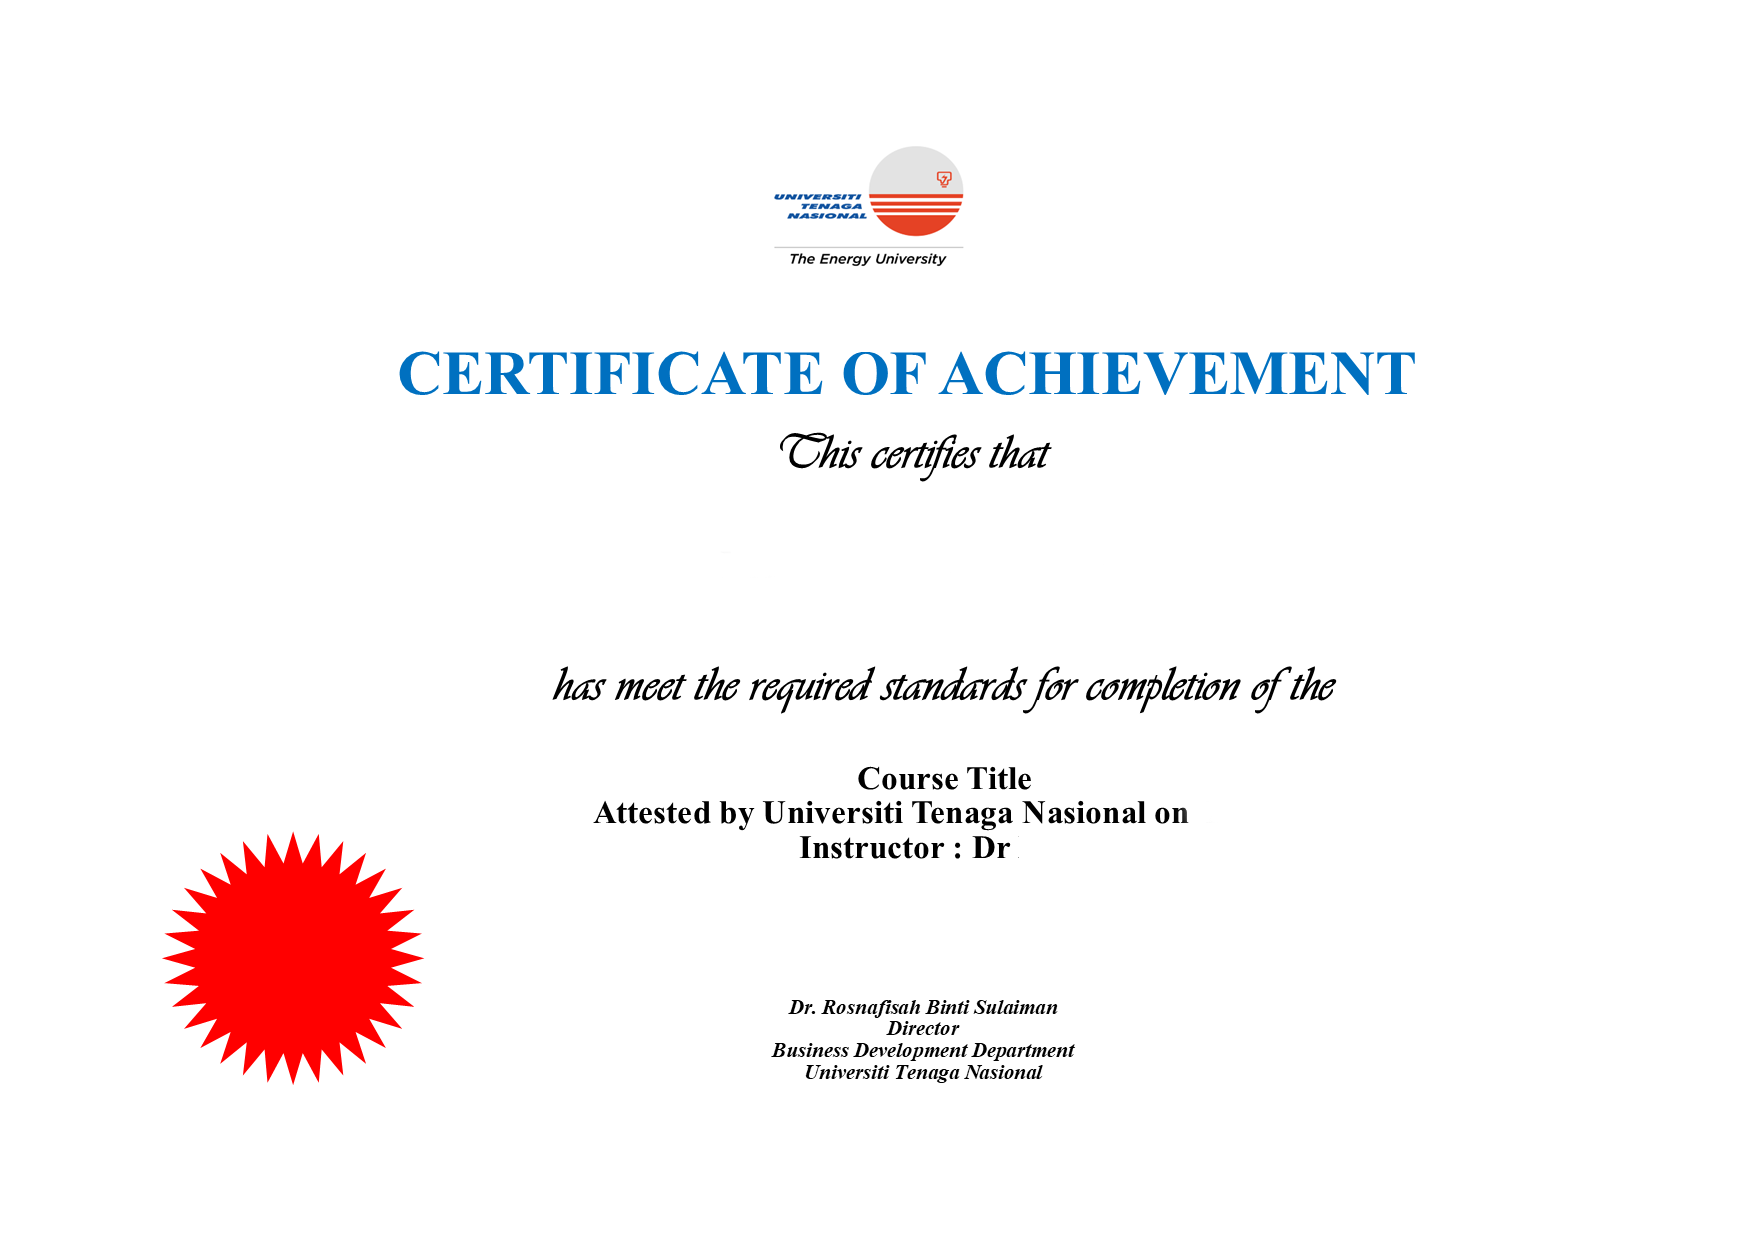 UNIVERSITI
TENAGA
NASIONAL
The Energy University
CERTIFICATE OF ACHIEVEMENT
This certifies that
has meet the required standards for completion of the
Course Title
Attested by Universiti Tenaga Nasional on
Instructor : Dr
Dr. Rosnafisah Binti Sulaiman
Director
Business Development Department
Universiti Tenaga Nasional